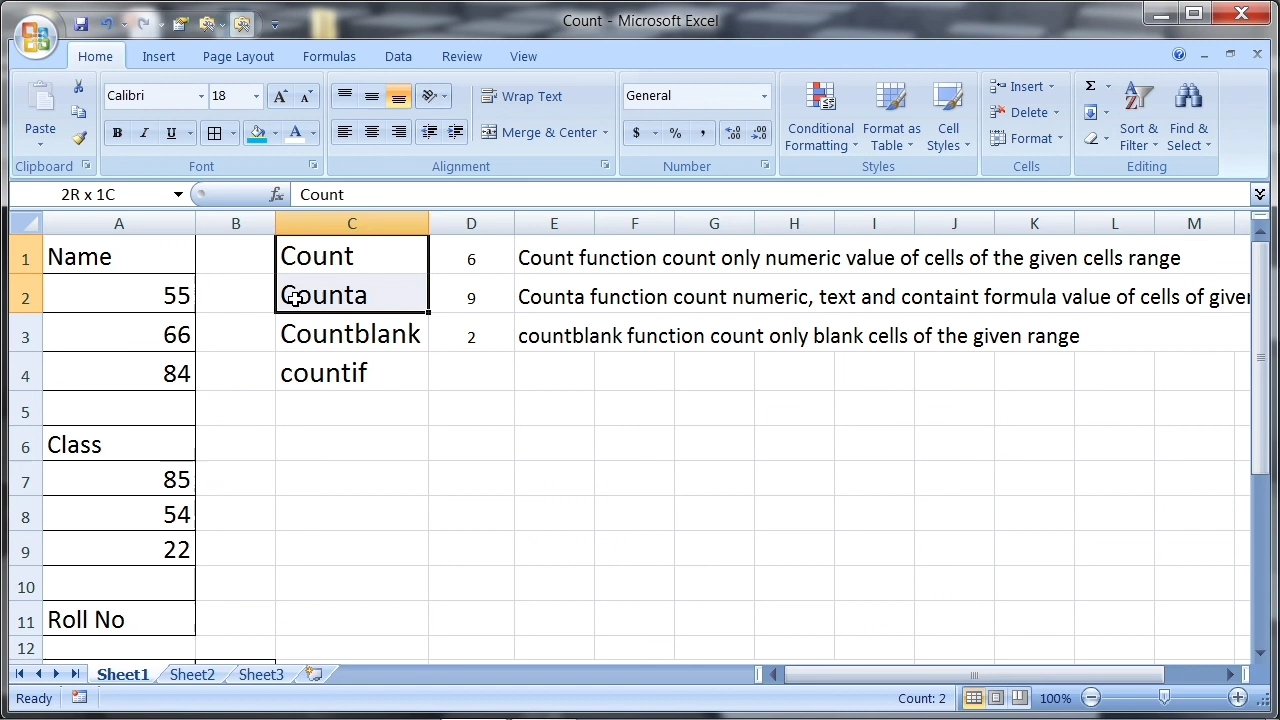 Count - Microsoft Excel
Home Insert Page Layout Formulas Data Review View
Paste
Calibri 18
B I U A
Wrap Text
Merge & Center
General
$ % ,
Conditional Formatting
Format as Table
Cell Styles
Insert
Delete
Format
Σ
Sort & Filter
Find & Select
Clipboard Font Alignment Number Styles Cells Editing
2R x 1C fx Count
A B C D E F G H I J K L M
1 Name Count 6 Count function count only numeric value of cells of the given cells range
2 55 Counta 9 Counta function count numeric, text and containt formula value of cells of given
3 66 Countblank 2 countblank function count only blank cells of the given range
4 84 countif
5
6 Class
7 85
8 54
9 22
10
11 Roll No
12
Sheet1 Sheet2 Sheet3
Ready Count: 2 100%